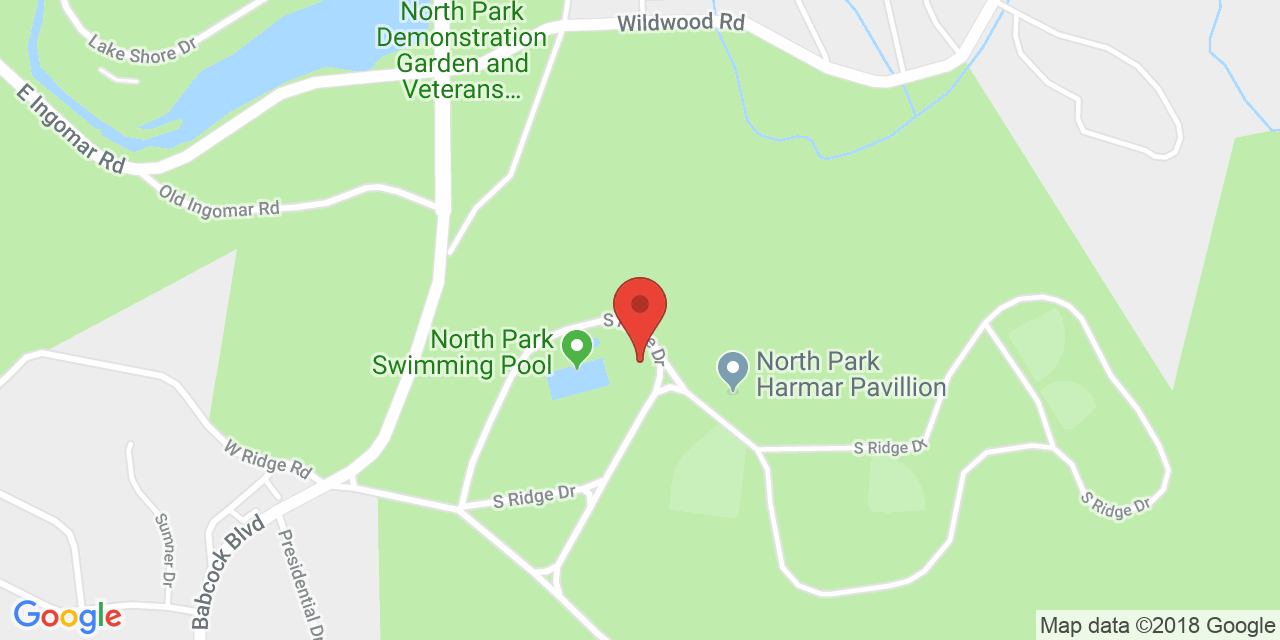 North Park
Demonstration
Garden and
Veterans...
Wildwood Rd
Lake Shore Dr
E Ingomar Rd
Old Ingomar Rd
North Park
Swimming Pool
S Dr
North Park
Harmar Pavillion
S Ridge Dr
W Ridge Rd
S Ridge Dr
S Ridge Dr
Sumner Dr
Babcock Blvd
Presidential Dr
Google
Map data ©2018 Google